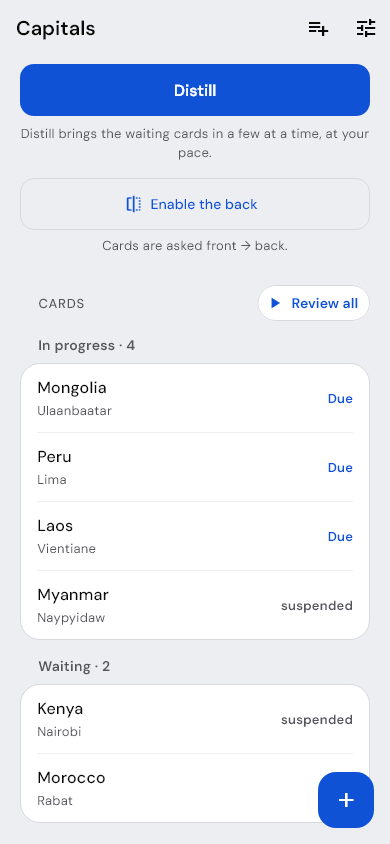 Capitals
Distill
Distill brings the waiting cards in a few at a time, at your
pace.
Enable the back
Cards are asked front → back.
CARDS
Review all
In progress · 4
Mongolia
Ulaanbaatar
Due
Peru
Lima
Due
Laos
Vientiane
Due
Myanmar
Naypyidaw
suspended
Waiting · 2
Kenya
Nairobi
suspended
Morocco
Rabat